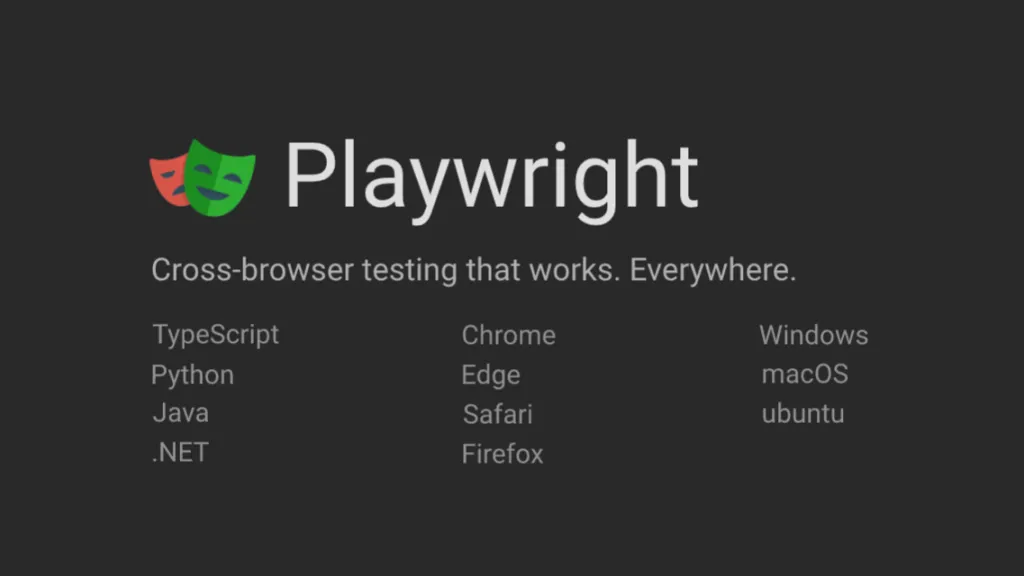 Playwright
Cross-browser testing that works. Everywhere.
TypeScript
Python
Java
.NET
Chrome
Edge
Safari
Firefox
Windows
macOS
ubuntu